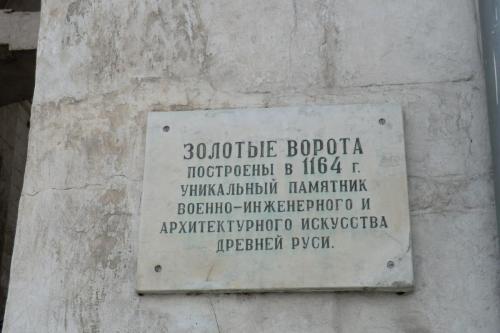 ЗОЛОТЫЕ ВОРОТА
ПОСТРОЕНЫ В 1164 Г.
УНИКАЛЬНЫЙ ПАМЯТНИК
ВОЕННО-ИНЖЕНЕРНОГО И
АРХИТЕКТУРНОГО ИСКУССТВА
ДРЕВНЕЙ РУСИ.